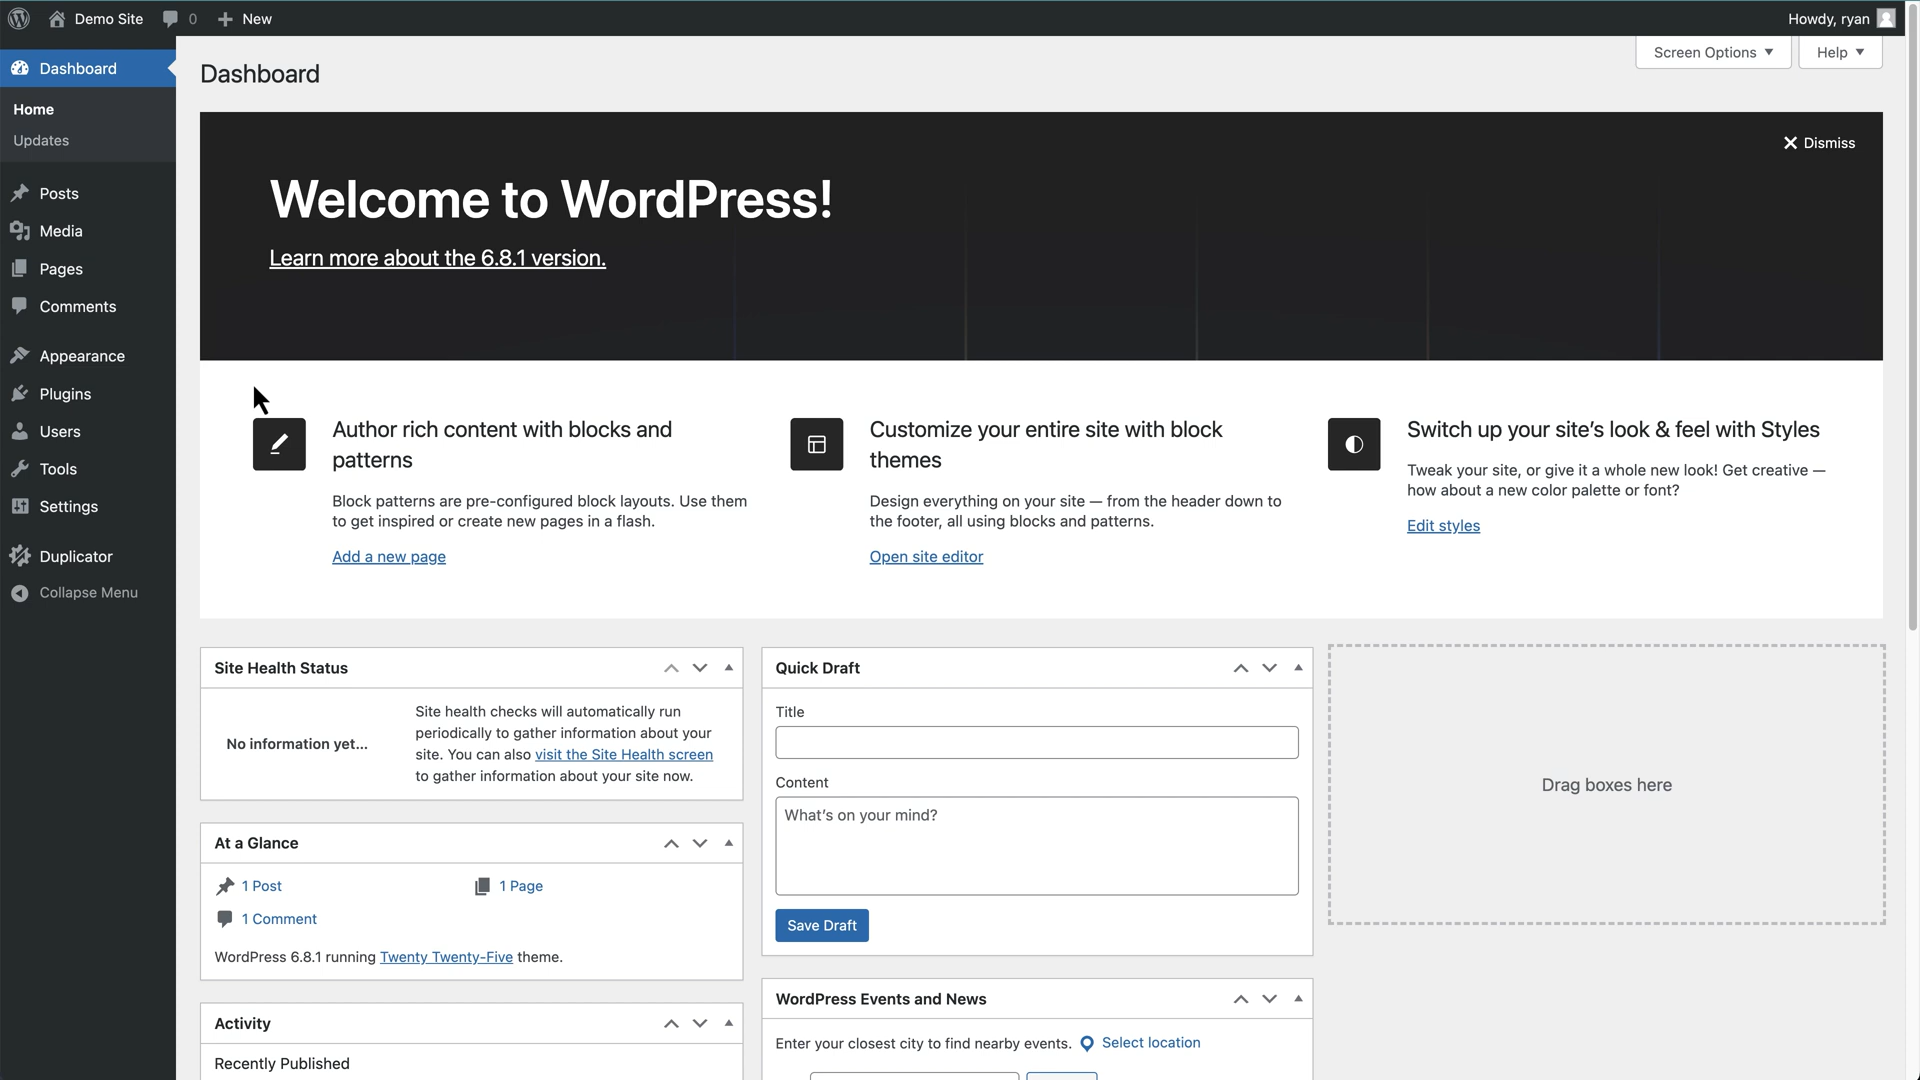 Demo Site
0
New
Howdy, ryan
Dashboard
Home
Updates
Posts
Media
Pages
Comments
Appearance
Plugins
Users
Tools
Settings
Duplicator
Collapse Menu
Screen Options
Help
Dashboard
Dismiss
Welcome to WordPress!
Learn more about the 6.8.1 version.
Author rich content with blocks and
patterns
Block patterns are pre-configured block layouts. Use them
to get inspired or create new pages in a flash.
Add a new page
Customize your entire site with block
themes
Design everything on your site — from the header down to
the footer, all using blocks and patterns.
Open site editor
Switch up your site’s look & feel with Styles
Tweak your site, or give it a whole new look! Get creative —
how about a new color palette or font?
Edit styles
Site Health Status
No information yet...
Site health checks will automatically run
periodically to gather information about your
site. You can also visit the Site Health screen
to gather information about your site now.
At a Glance
1 Post
1 Page
1 Comment
WordPress 6.8.1 running Twenty Twenty-Five theme.
Activity
Recently Published
Quick Draft
Title
Content
What’s on your mind?
Save Draft
WordPress Events and News
Enter your closest city to find nearby events.
Select location
Drag boxes here